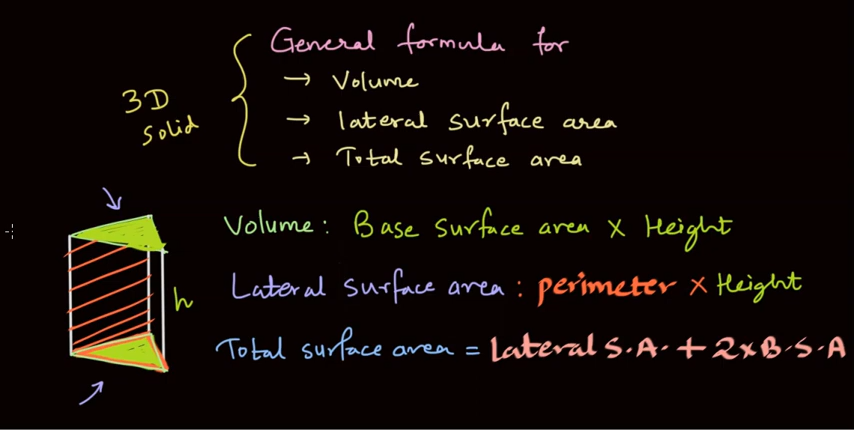 General formula for
→ Volume
3D
solid
→ lateral surface area
→ Total surface area
Volume: Base surface area X Height
h
Lateral surface area: perimeter X Height
Total surface area = Lateral S.A. + 2xB.S.A